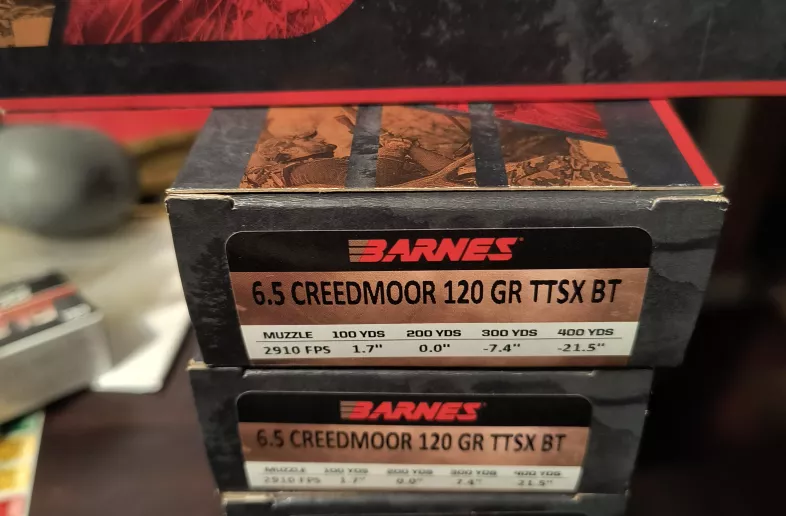 BARNES
6.5 CREEDMOOR 120 GR TTSX BT
MUZZLE 100 YDS 200 YDS 300 YDS 400 YDS
2910 FPS 1.7" 0.0" -7.4" -21.5"
BARNES
6.5 CREEDMOOR 120 GR TTSX BT
MUZZLE 100 YDS 200 YDS 300 YDS 400 YDS
2910 FPS 1.7" 0.0" 7.4" 21.5"